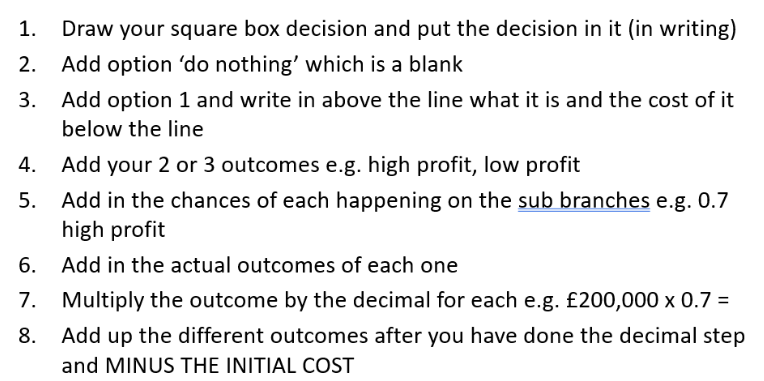 1. Draw your square box decision and put the decision in it (in writing)
2. Add option ‘do nothing’ which is a blank
3. Add option 1 and write in above the line what it is and the cost of it
below the line
4. Add your 2 or 3 outcomes e.g. high profit, low profit
5. Add in the chances of each happening on the sub branches e.g. 0.7
high profit
6. Add in the actual outcomes of each one
7. Multiply the outcome by the decimal for each e.g. £200,000 x 0.7 =
8. Add up the different outcomes after you have done the decimal step
and MINUS THE INITIAL COST